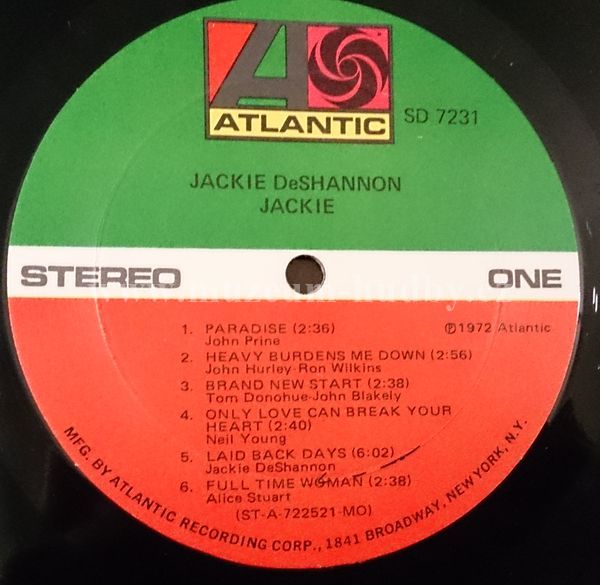 ATLANTIC
SD 7231
JACKIE DeSHANNON
JACKIE
STEREO
ONE
1. PARADISE (2:36)
℗1972 Atlantic
John Prine
2. HEAVY BURDENS ME DOWN (2:56)
John Hurley-Ron Wilkins
3. BRAND NEW START (2:38)
Tom Donohue-John Blakely
4. ONLY LOVE CAN BREAK YOUR
HEART (2:40)
Neil Young
5. LAID BACK DAYS (6:02)
Jackie DeShannon
6. FULL TIME WOMAN (2:38)
Alice Stuart
(ST-A-722521-MO)
MFG. BY ATLANTIC RECORDING CORP., 1841 BROADWAY, NEW YORK, N.Y.